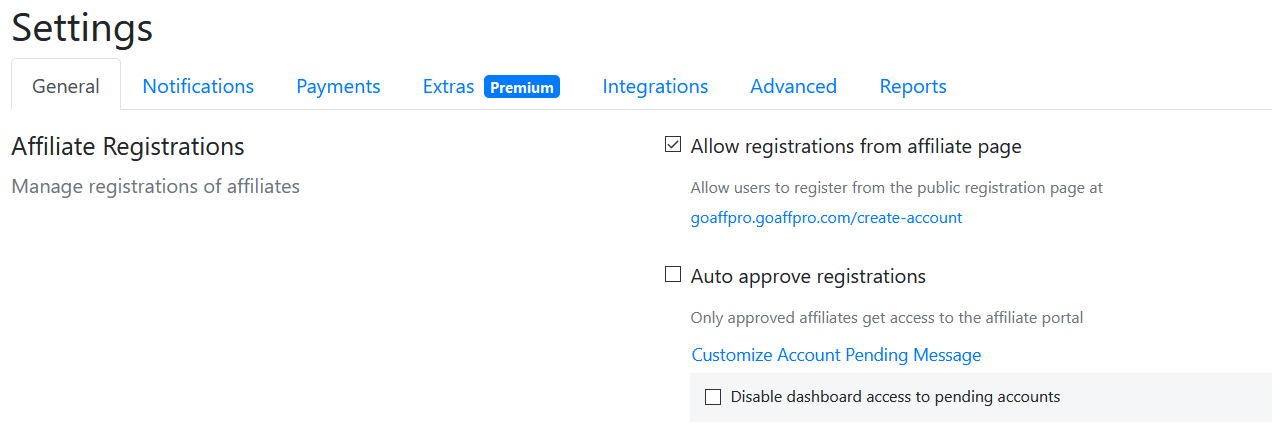 Settings
General Notifications Payments Extras Premium Integrations Advanced Reports
Affiliate Registrations
Manage registrations of affiliates
Allow registrations from affiliate page
Allow users to register from the public registration page at
goaffpro.goaffpro.com/create-account
Auto approve registrations
Only approved affiliates get access to the affiliate portal
Customize Account Pending Message
Disable dashboard access to pending accounts